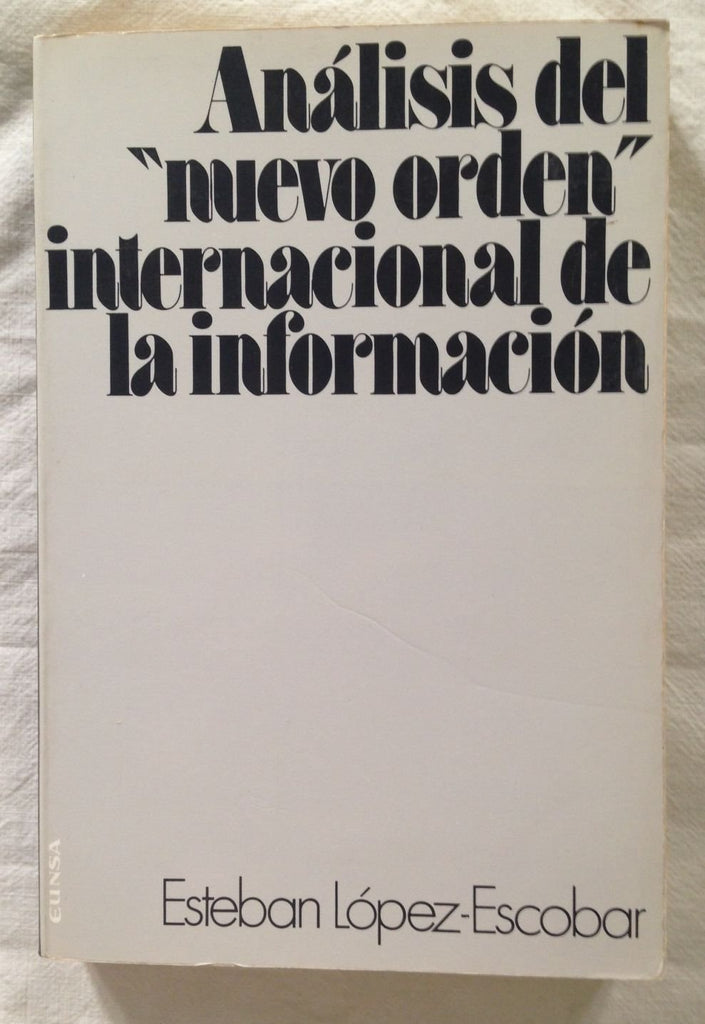 Análisis del
"nuevo orden"
internacional de
la información
Esteban López-Escobar
EUNSA